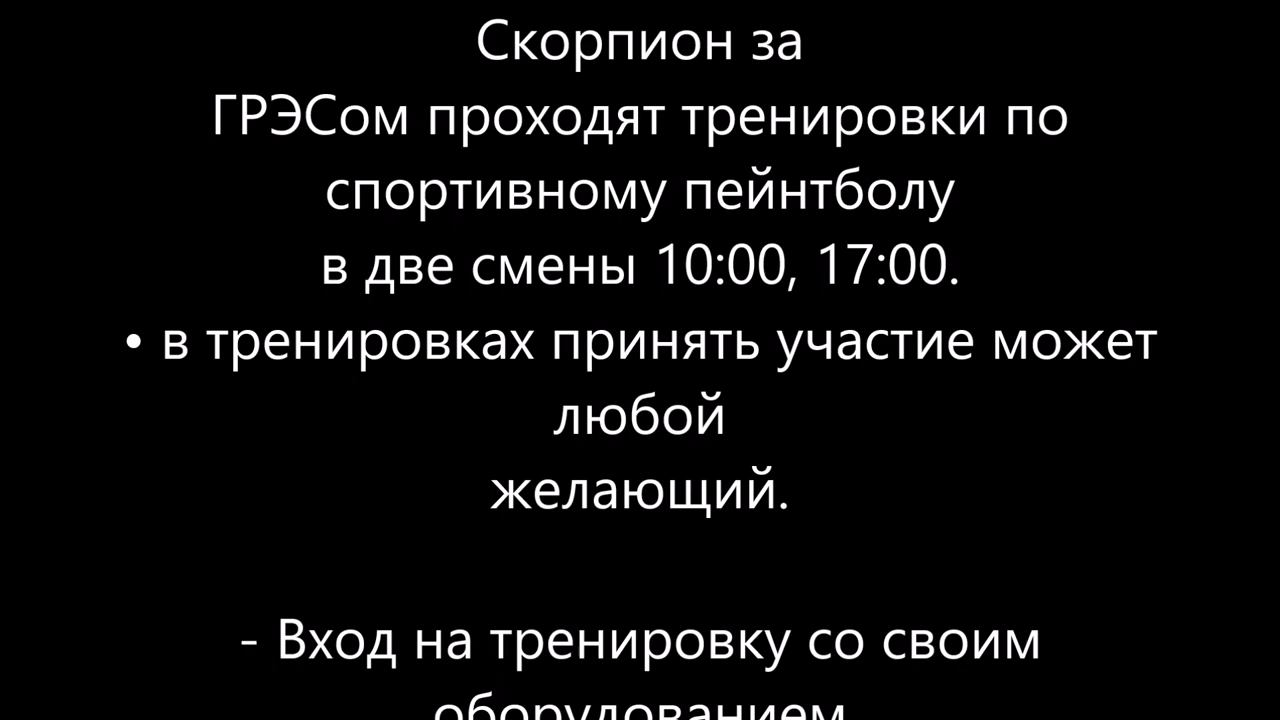 Скорпион за
ГРЭСом проходят тренировки по
спортивному пейнтболу
в две смены 10:00, 17:00.
• в тренировках принять участие может
любой
желающий.
- Вход на тренировку со своим
оборудованием